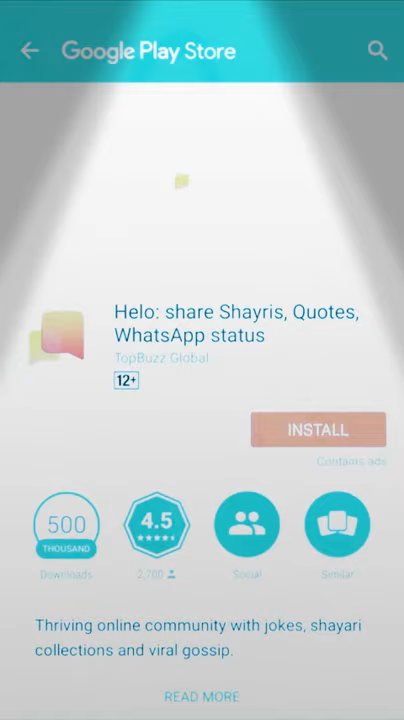 Google Play Store
Helo: share Shayris, Quotes,
WhatsApp status
TopBuzz Global
12+
INSTALL
Contains ads
500
THOUSAND
4.5
Downloads
2,700
Social
Similar
Thriving online community with jokes, shayari
collections and viral gossip.
READ MORE